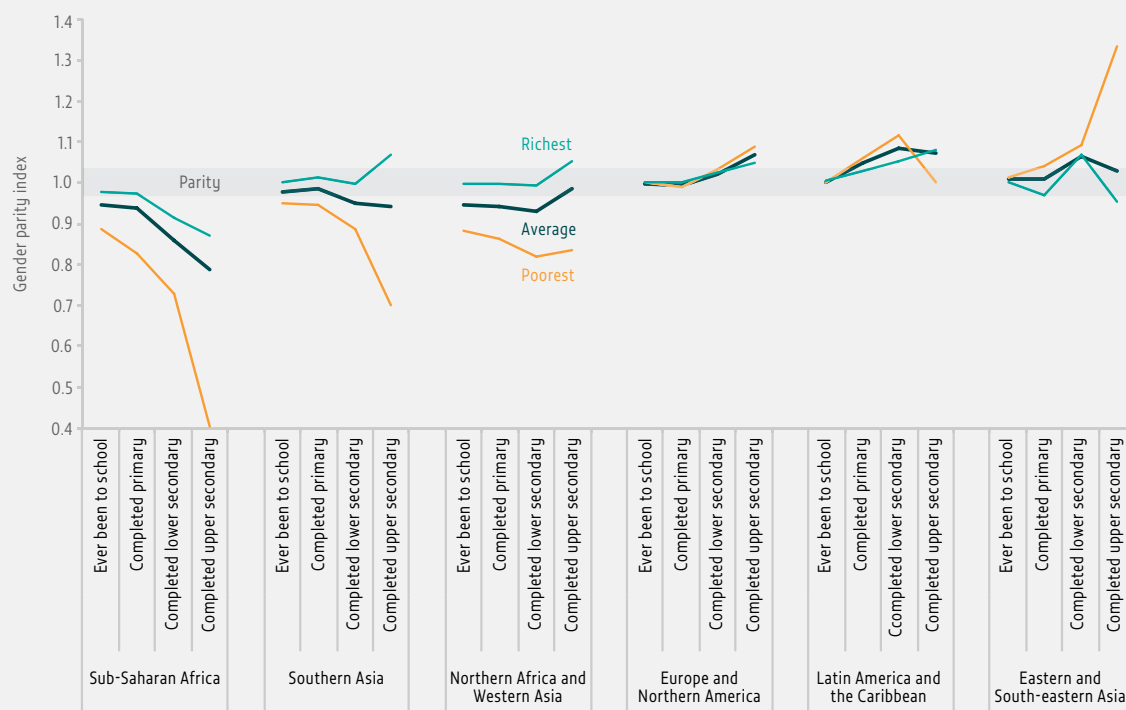 Gender parity index
1.4
1.3
1.2
1.1
1.0
0.9
0.8
0.7
0.6
0.5
0.4
Parity
Richest
Average
Poorest
Ever been to school
Completed primary
Completed lower secondary
Completed upper secondary
Ever been to school
Completed primary
Completed lower secondary
Completed upper secondary
Ever been to school
Completed primary
Completed lower secondary
Completed upper secondary
Ever been to school
Completed primary
Completed lower secondary
Completed upper secondary
Ever been to school
Completed primary
Ccompleted lower secondary
Completed upper secondary
Ever been to school
Completed primary
Completed lower secondary
Completed upper secondary
Sub-Saharan Africa
Southern Asia
Northern Africa and
Western Asia
Europe and
Northern America
Latin America and
the Caribbean
Eastern and
South-eastern Asia